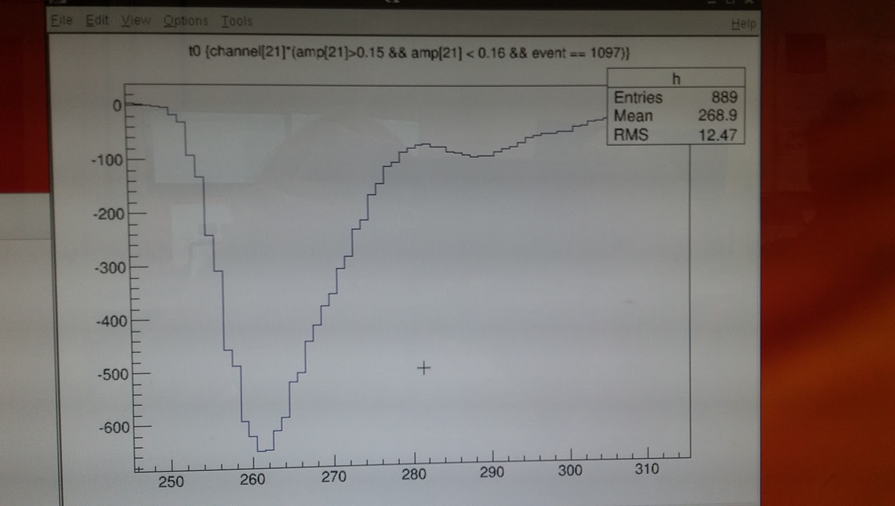 File Edit View Options Tools Help
t0 {channel[21]*(amp[21]>0.15 && amp[21] < 0.16 && event == 1097)}
h
Entries 889
Mean 268.9
RMS 12.47
0
-100
-200
-300
-400
-500
-600
250 260 270 280 290 300 310